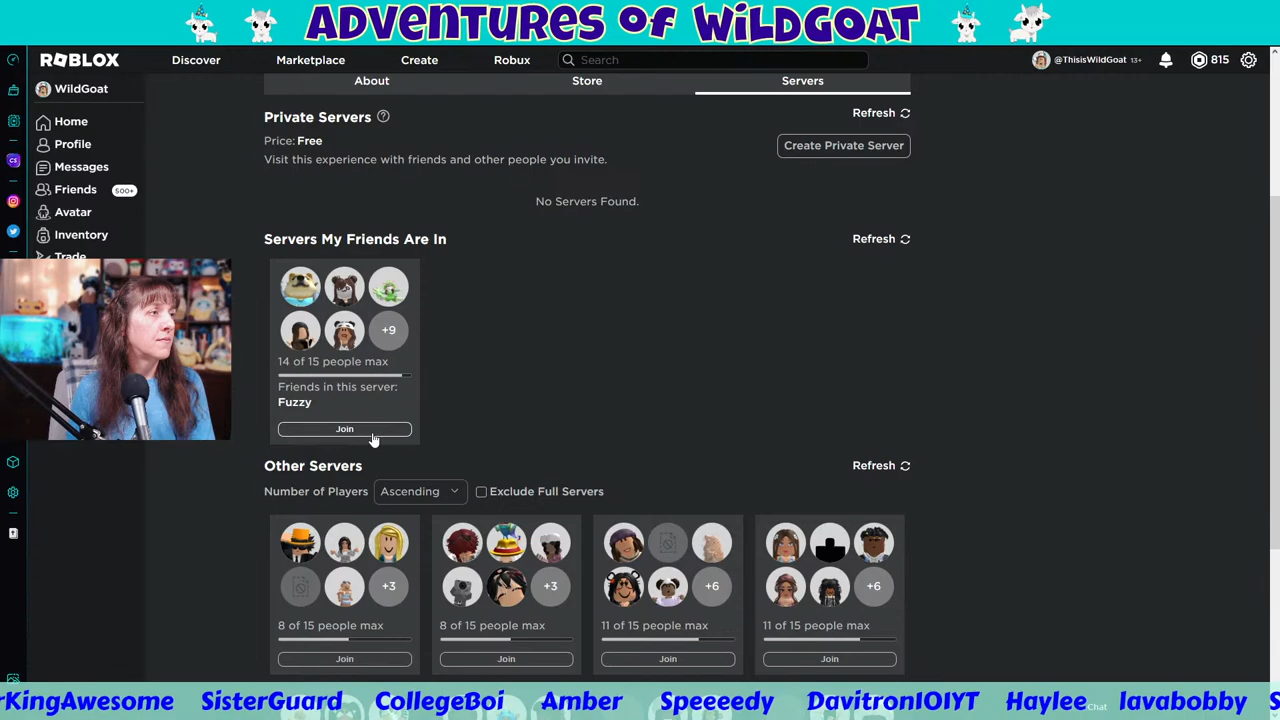 ADVENTURES OF WILDGOAT
ROBLOX
Discover
Marketplace
Create
Robux
Search
@ThisisWildGoat 13+
815
WildGoat
Home
Profile
Messages
Friends
500+
Avatar
Inventory
Trade
About
Store
Servers
Private Servers
Refresh
Price: Free
Create Private Server
Visit this experience with friends and other people you invite.
No Servers Found.
Servers My Friends Are In
Refresh
+9
14 of 15 people max
Friends in this server:
Fuzzy
Join
Other Servers
Refresh
Number of Players
Ascending
Exclude Full Servers
+3
+3
+6
+6
8 of 15 people max
8 of 15 people max
11 of 15 people max
11 of 15 people max
Join
Join
Join
Join
rKingAwesome SisterGuard CollegeBoi Amber Speeeedy Davitron101YT Haylee lavabobby S
Chat